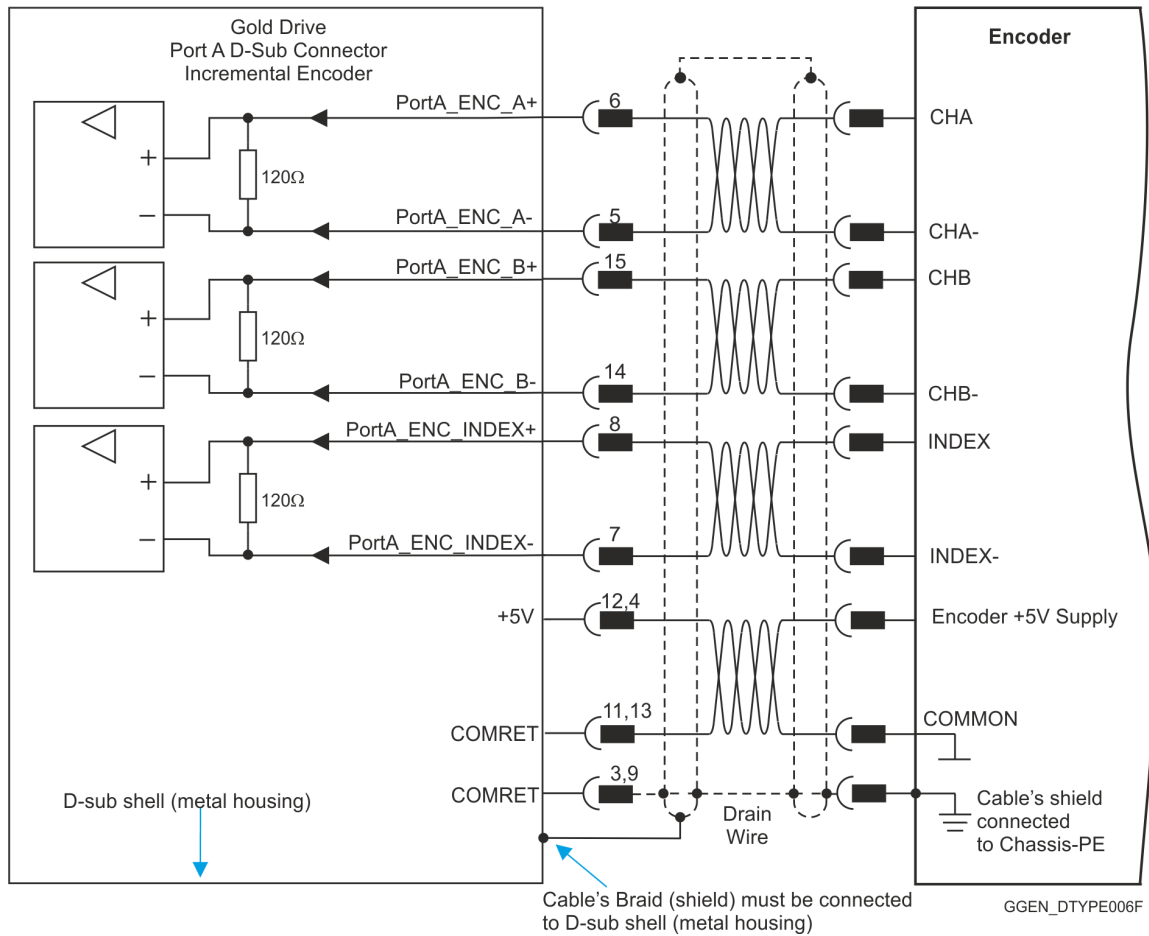 Gold Drive
Port A D-Sub Connector
Incremental Encoder
Encoder
PortA_ENC_A+
6
CHA
+
120Ω
−
PortA_ENC_A-
5
CHA-
PortA_ENC_B+
15
CHB
+
120Ω
−
PortA_ENC_B-
14
CHB-
PortA_ENC_INDEX+
8
INDEX
+
120Ω
−
PortA_ENC_INDEX-
7
INDEX-
+5V
12,4
Encoder +5V Supply
COMRET
11,13
COMMON
COMRET
3,9
D-sub shell (metal housing)
Drain
Wire
Cable's shield
connected
to Chassis-PE
Cable's Braid (shield) must be connected
to D-sub shell (metal housing)
GGEN_DTYPE006F